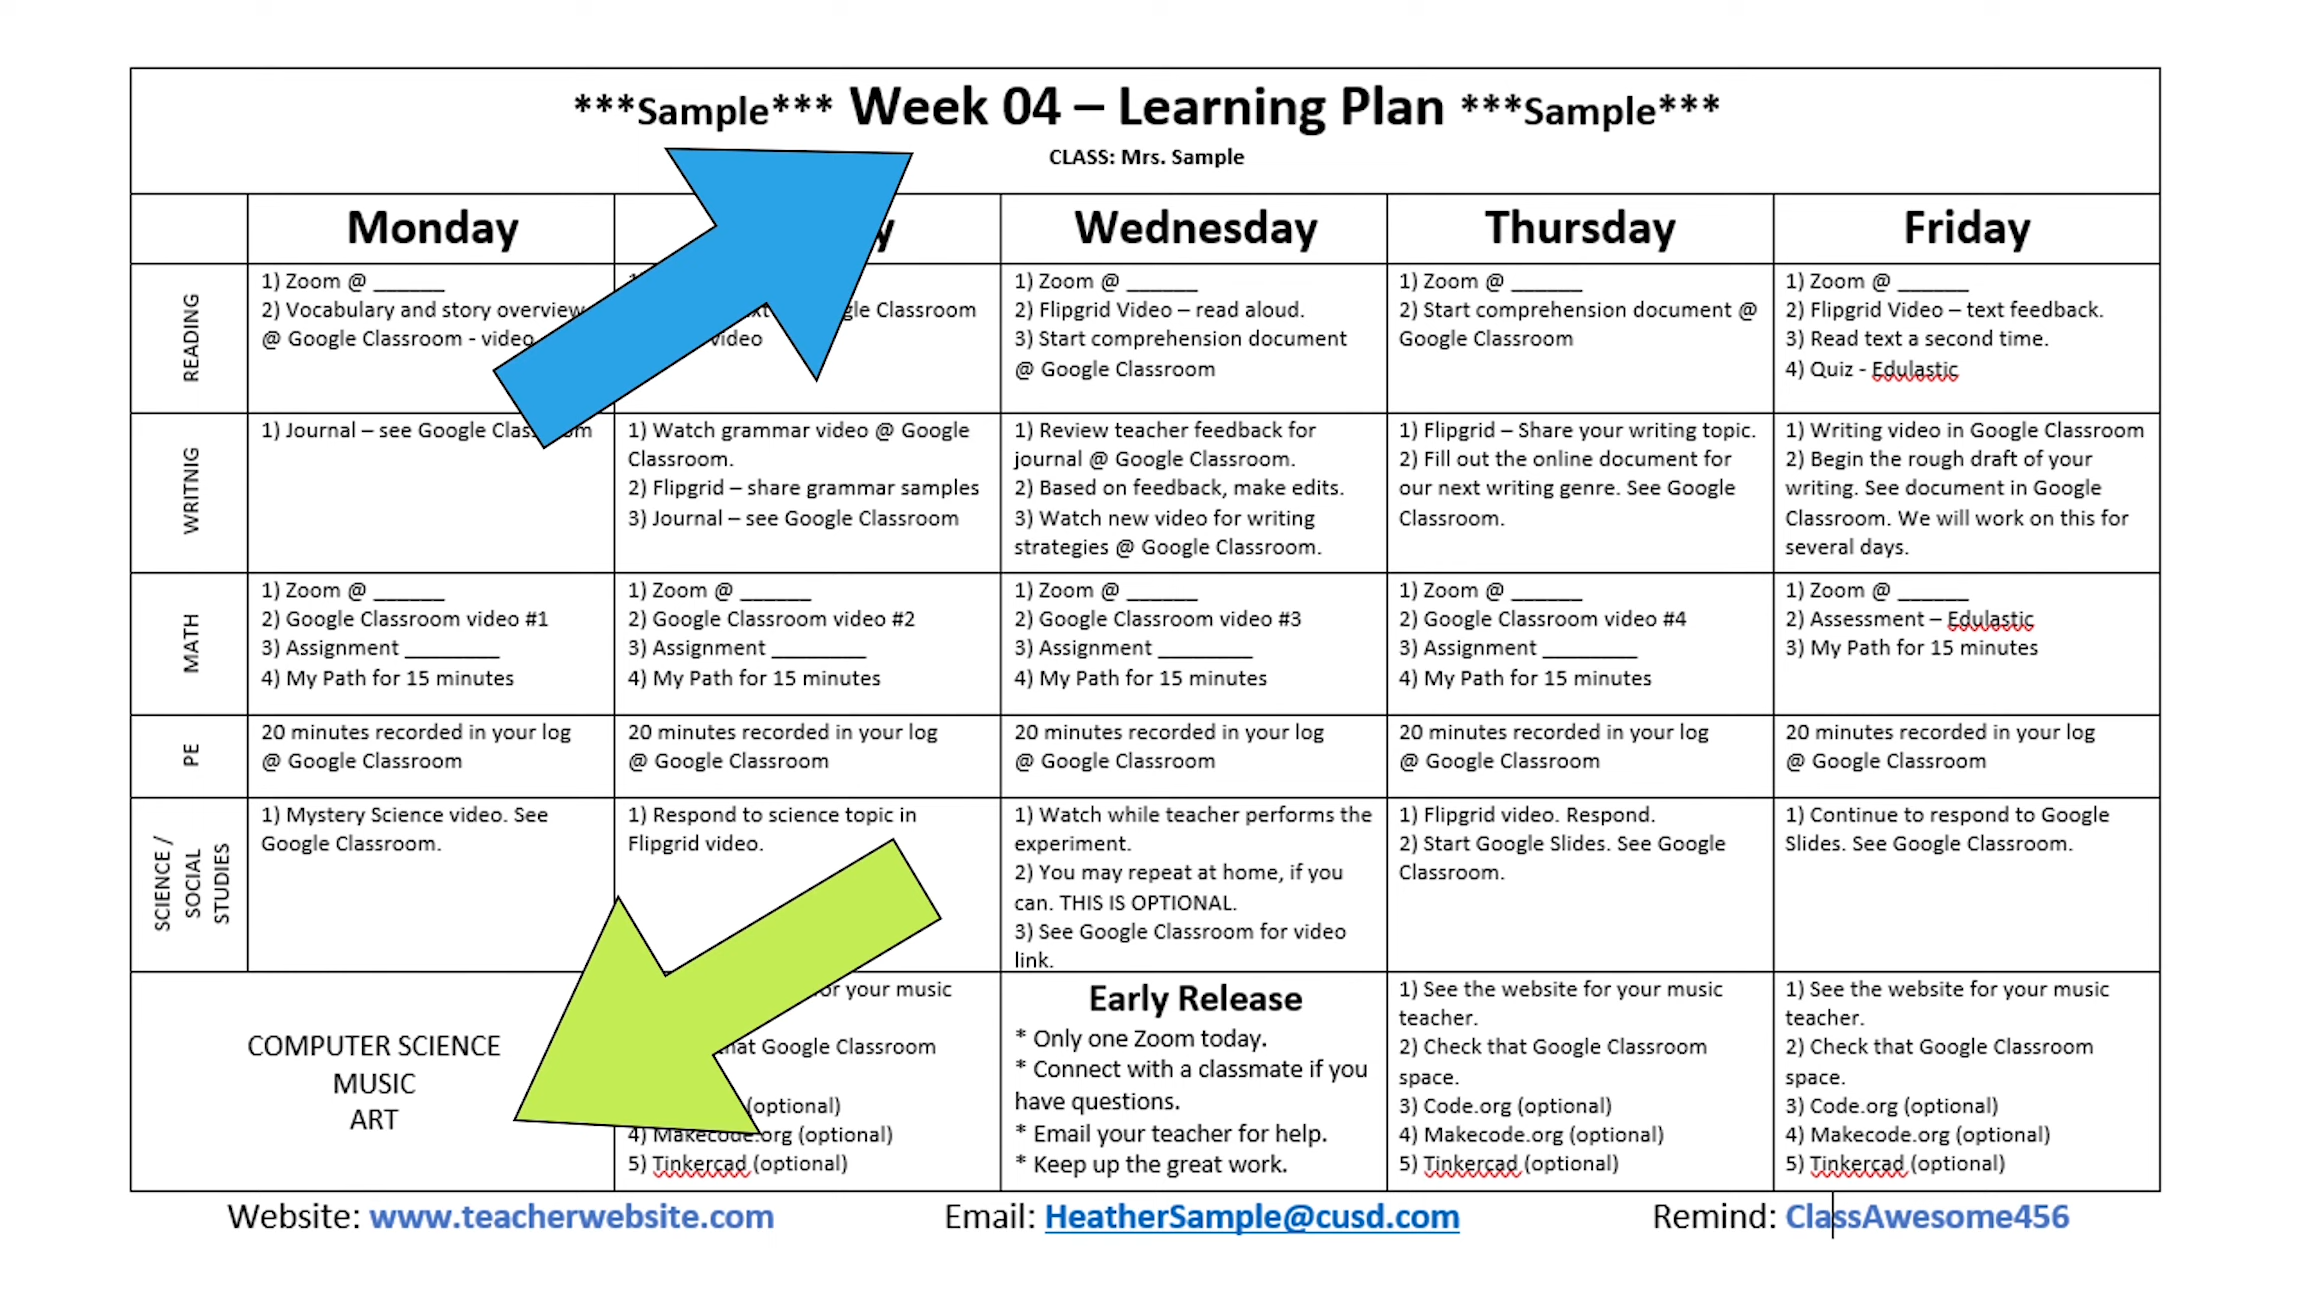 ***Sample*** Week 04 – Learning Plan ***Sample***
CLASS: Mrs. Sample
Monday
Wednesday
Thursday
Friday
READING
1) Zoom @ ______
2) Vocabulary and story overview
@ Google Classroom - video
Classroom
video
1) Zoom @ ______
2) Flipgrid Video – read aloud.
3) Start comprehension document
@ Google Classroom
1) Zoom @ ______
2) Start comprehension document @
Google Classroom
1) Zoom @ ______
2) Flipgrid Video – text feedback.
3) Read text a second time.
4) Quiz - Edulastic
WRITNIG
1) Journal – see Google Classroom
1) Watch grammar video @ Google
Classroom.
2) Flipgrid – share grammar samples
3) Journal – see Google Classroom
1) Review teacher feedback for
journal @ Google Classroom.
2) Based on feedback, make edits.
3) Watch new video for writing
strategies @ Google Classroom.
1) Flipgrid – Share your writing topic.
2) Fill out the online document for
our next writing genre. See Google
Classroom.
1) Writing video in Google Classroom
2) Begin the rough draft of your
writing. See document in Google
Classroom. We will work on this for
several days.
MATH
1) Zoom @ ______
2) Google Classroom video #1
3) Assignment ________
4) My Path for 15 minutes
1) Zoom @ ______
2) Google Classroom video #2
3) Assignment ________
4) My Path for 15 minutes
1) Zoom @ ______
2) Google Classroom video #3
3) Assignment ________
4) My Path for 15 minutes
1) Zoom @ ______
2) Google Classroom video #4
3) Assignment ________
4) My Path for 15 minutes
1) Zoom @ ______
2) Assessment – Edulastic
3) My Path for 15 minutes
PE
20 minutes recorded in your log
@ Google Classroom
20 minutes recorded in your log
@ Google Classroom
20 minutes recorded in your log
@ Google Classroom
20 minutes recorded in your log
@ Google Classroom
20 minutes recorded in your log
@ Google Classroom
SCIENCE /
SOCIAL
STUDIES
1) Mystery Science video. See
Google Classroom.
1) Respond to science topic in
Flipgrid video.
1) Watch while teacher performs the
experiment.
2) You may repeat at home, if you
can. THIS IS OPTIONAL.
3) See Google Classroom for video
link.
1) Flipgrid video. Respond.
2) Start Google Slides. See Google
Classroom.
1) Continue to respond to Google
Slides. See Google Classroom.
COMPUTER SCIENCE
MUSIC
ART
for your music
that Google Classroom
(optional)
4) Makecode.org (optional)
5) Tinkercad (optional)
Early Release
* Only one Zoom today.
* Connect with a classmate if you
have questions.
* Email your teacher for help.
* Keep up the great work.
1) See the website for your music
teacher.
2) Check that Google Classroom
space.
3) Code.org (optional)
4) Makecode.org (optional)
5) Tinkercad (optional)
1) See the website for your music
teacher.
2) Check that Google Classroom
space.
3) Code.org (optional)
4) Makecode.org (optional)
5) Tinkercad (optional)
Website: www.teacherwebsite.com
Email: HeatherSample@cusd.com
Remind: ClassAwesome456